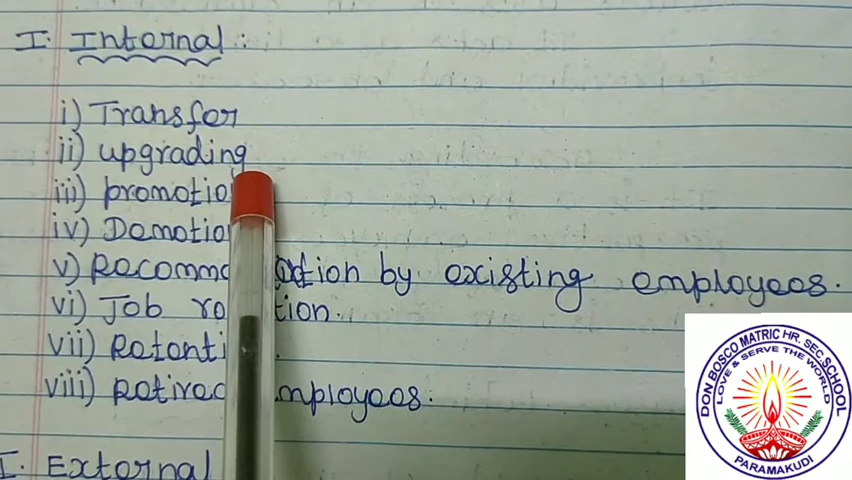 I. Internal:
i) Transfer
ii) upgrading
iii) promotio
iv) Demotio
v) Recomm ation by existing employees.
vi) Job ro tion.
vii) Retenti
viii) Retired employees.
I. External
DON BOSCO MATRIC HR. SEC. SCHOOL
LOVE & SERVE THE WORLD
PARAMAKUDI